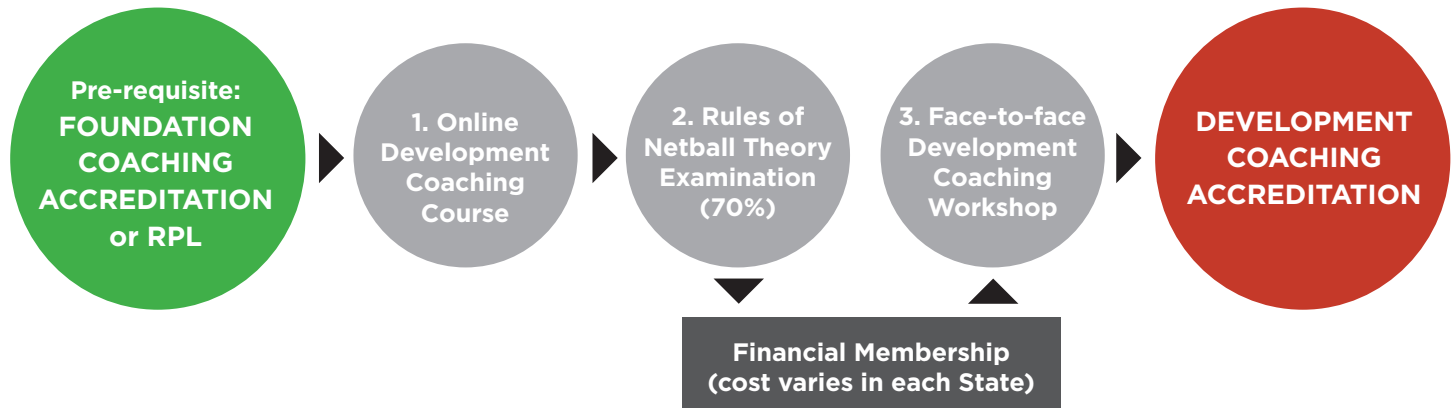 Pre-requisite:
FOUNDATION
COACHING
ACCREDITATION
or RPL
1. Online
Development
Coaching
Course
2. Rules of
Netball Theory
Examination
(70%)
3. Face-to-face
Development
Coaching
Workshop
DEVELOPMENT
COACHING
ACCREDITATION
Financial Membership
(cost varies in each State)